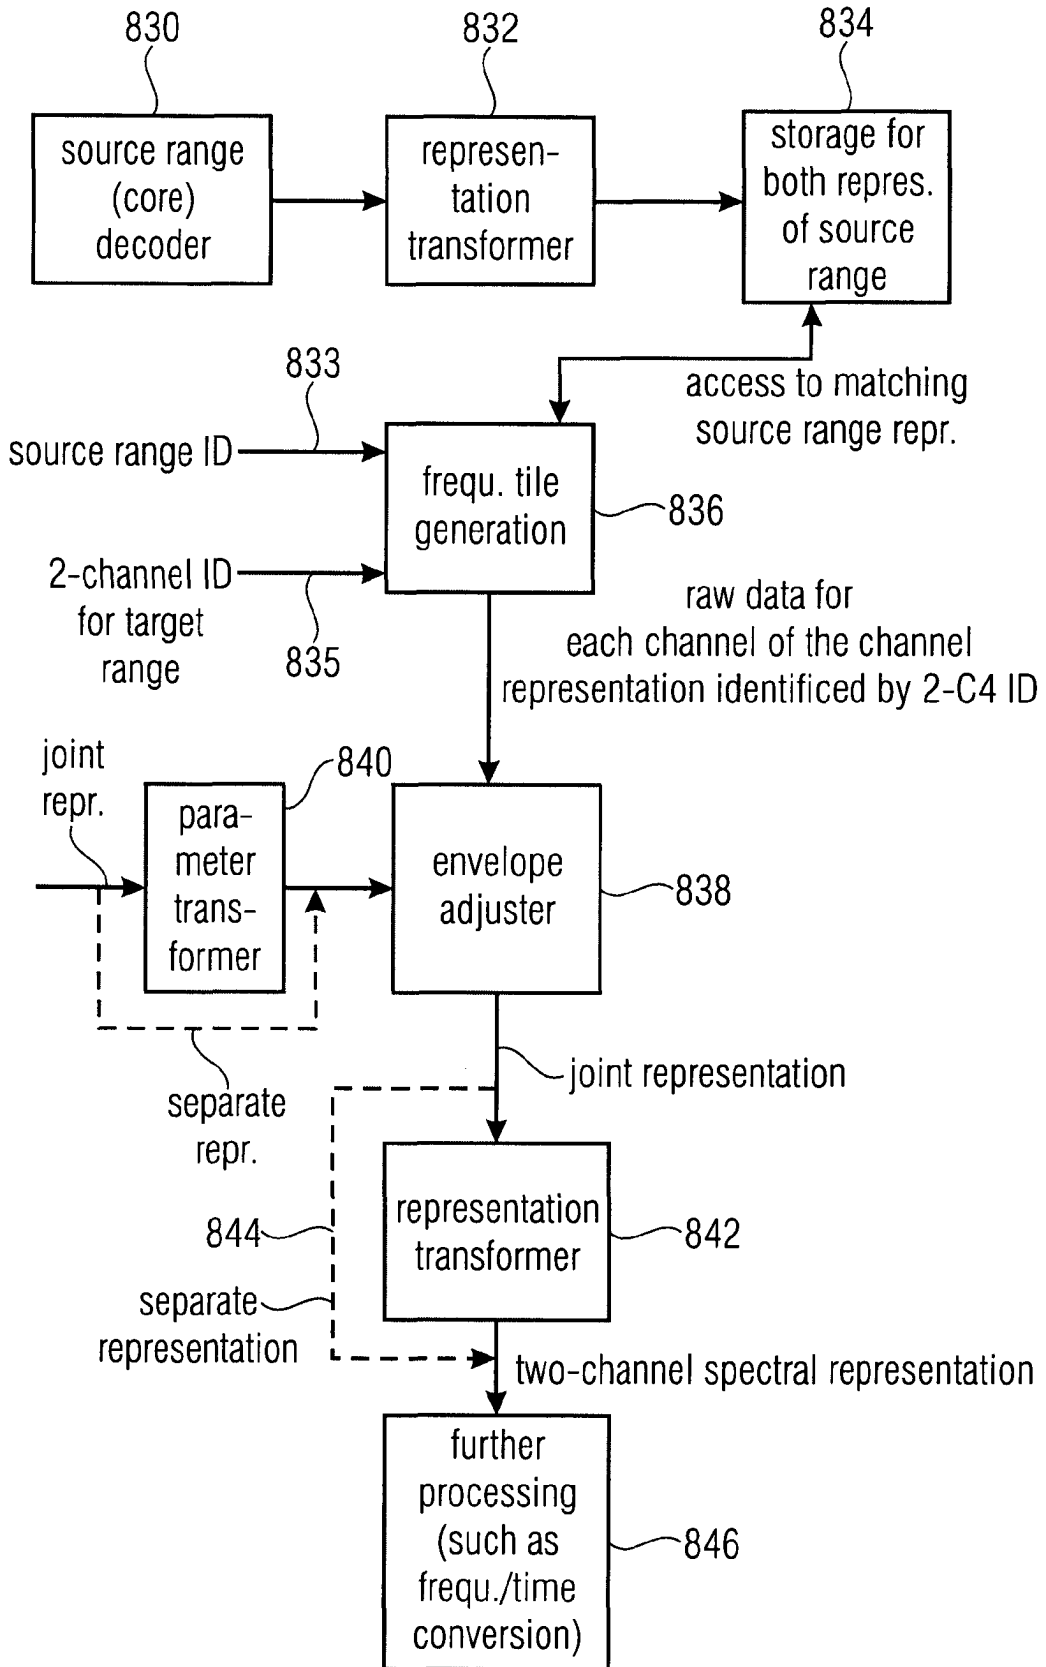 830
832
834
source range
(core)
decoder
represen-
tation
transformer
storage for
both repres.
of source
range
833
access to matching
source range repr.
source range ID
frequ. tile
generation
836
2-channel ID
for target
range
835
raw data for
each channel of the channel
representation identificed by 2-C4 ID
joint
repr.
840
para-
meter
trans-
former
envelope
adjuster
838
separate
repr.
joint representation
844
representation
transformer
842
separate
representation
two-channel spectral representation
further
processing
(such as
frequ./time
conversion)
846